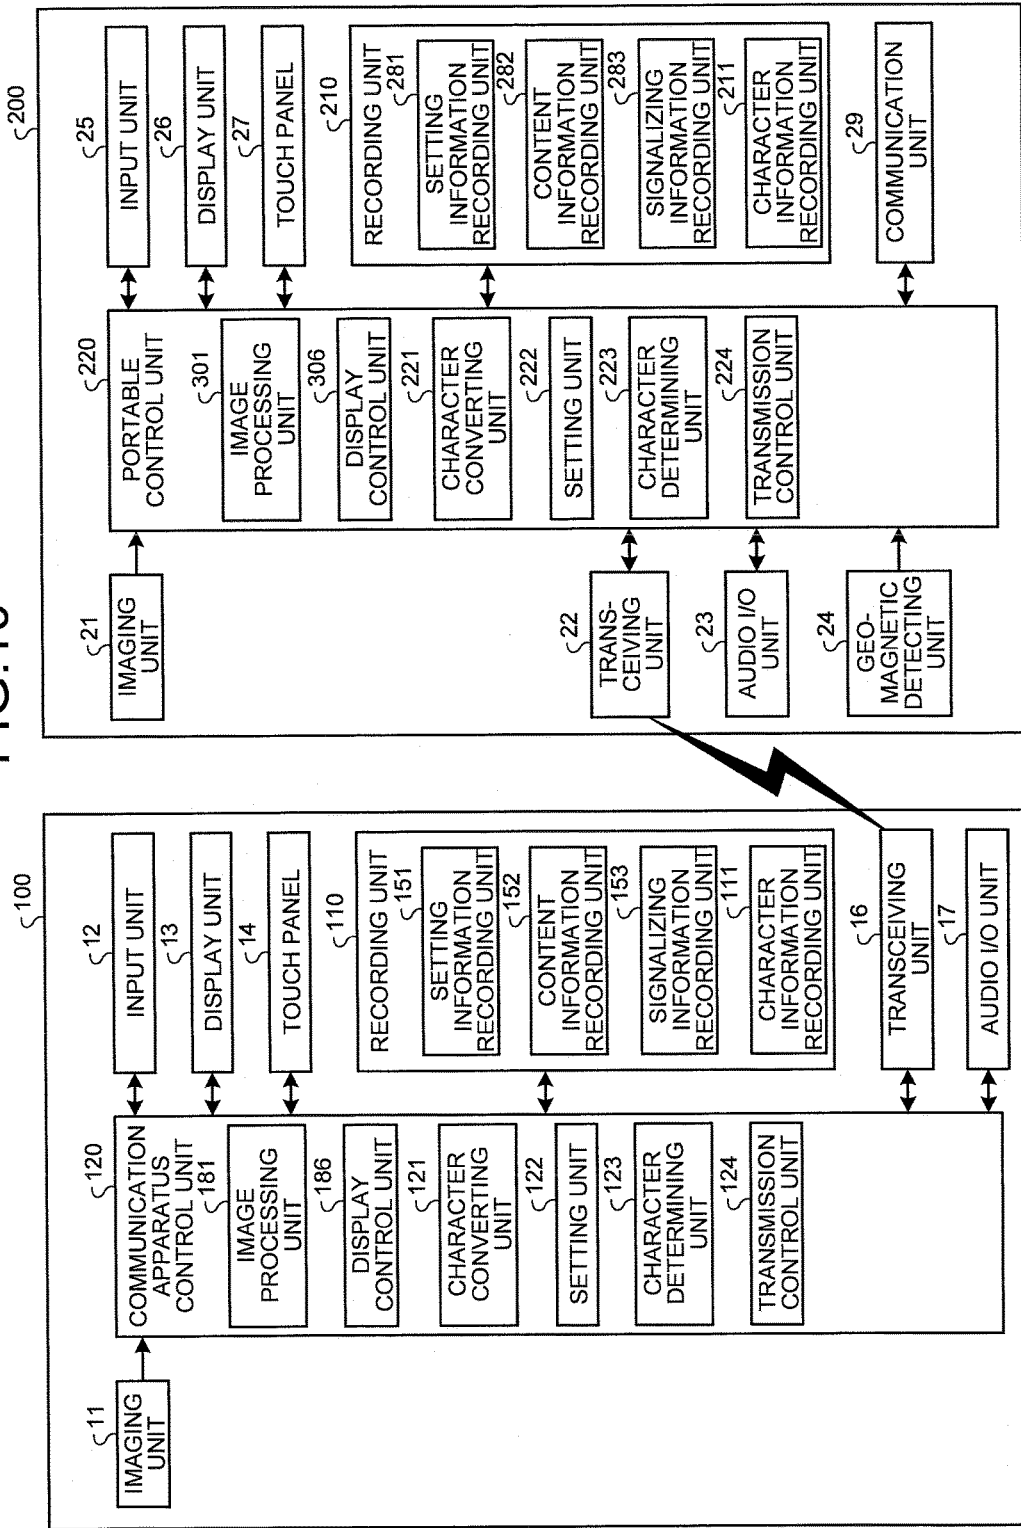 FIG.
100
11
IMAGING
UNIT
120
COMMUNICATION
APPARATUS
CONTROL UNIT
181
IMAGE
PROCESSING
UNIT
186
DISPLAY
CONTROL UNIT
121
CHARACTER
CONVERTING
UNIT
122
SETTING UNIT
123
CHARACTER
DETERMINING
UNIT
124
TRANSMISSION
CONTROL UNIT
12
INPUT UNIT
13
DISPLAY UNIT
14
TOUCH PANEL
110
RECORDING UNIT
151
SETTING
INFORMATION
RECORDING UNIT
152
CONTENT
INFORMATION
RECORDING UNIT
153
SIGNALIZING
INFORMATION
RECORDING UNIT
111
CHARACTER
INFORMATION
RECORDING UNIT
16
TRANSCEIVING
UNIT
17
AUDIO I/O UNIT
200
21
IMAGING
UNIT
22
TRANS-
CEIVING
UNIT
23
AUDIO I/O
UNIT
24
GEO-
MAGNETIC
DETECTING
UNIT
220
PORTABLE
CONTROL UNIT
301
IMAGE
PROCESSING
UNIT
306
DISPLAY
CONTROL UNIT
221
CHARACTER
CONVERTING
UNIT
222
SETTING UNIT
223
CHARACTER
DETERMINING
UNIT
224
TRANSMISSION
CONTROL UNIT
25
INPUT UNIT
26
DISPLAY UNIT
27
TOUCH PANEL
210
RECORDING UNIT
281
SETTING
INFORMATION
RECORDING UNIT
282
CONTENT
INFORMATION
RECORDING UNIT
283
SIGNALIZING
INFORMATION
RECORDING UNIT
211
CHARACTER
INFORMATION
RECORDING UNIT
29
COMMUNICATION
UNIT